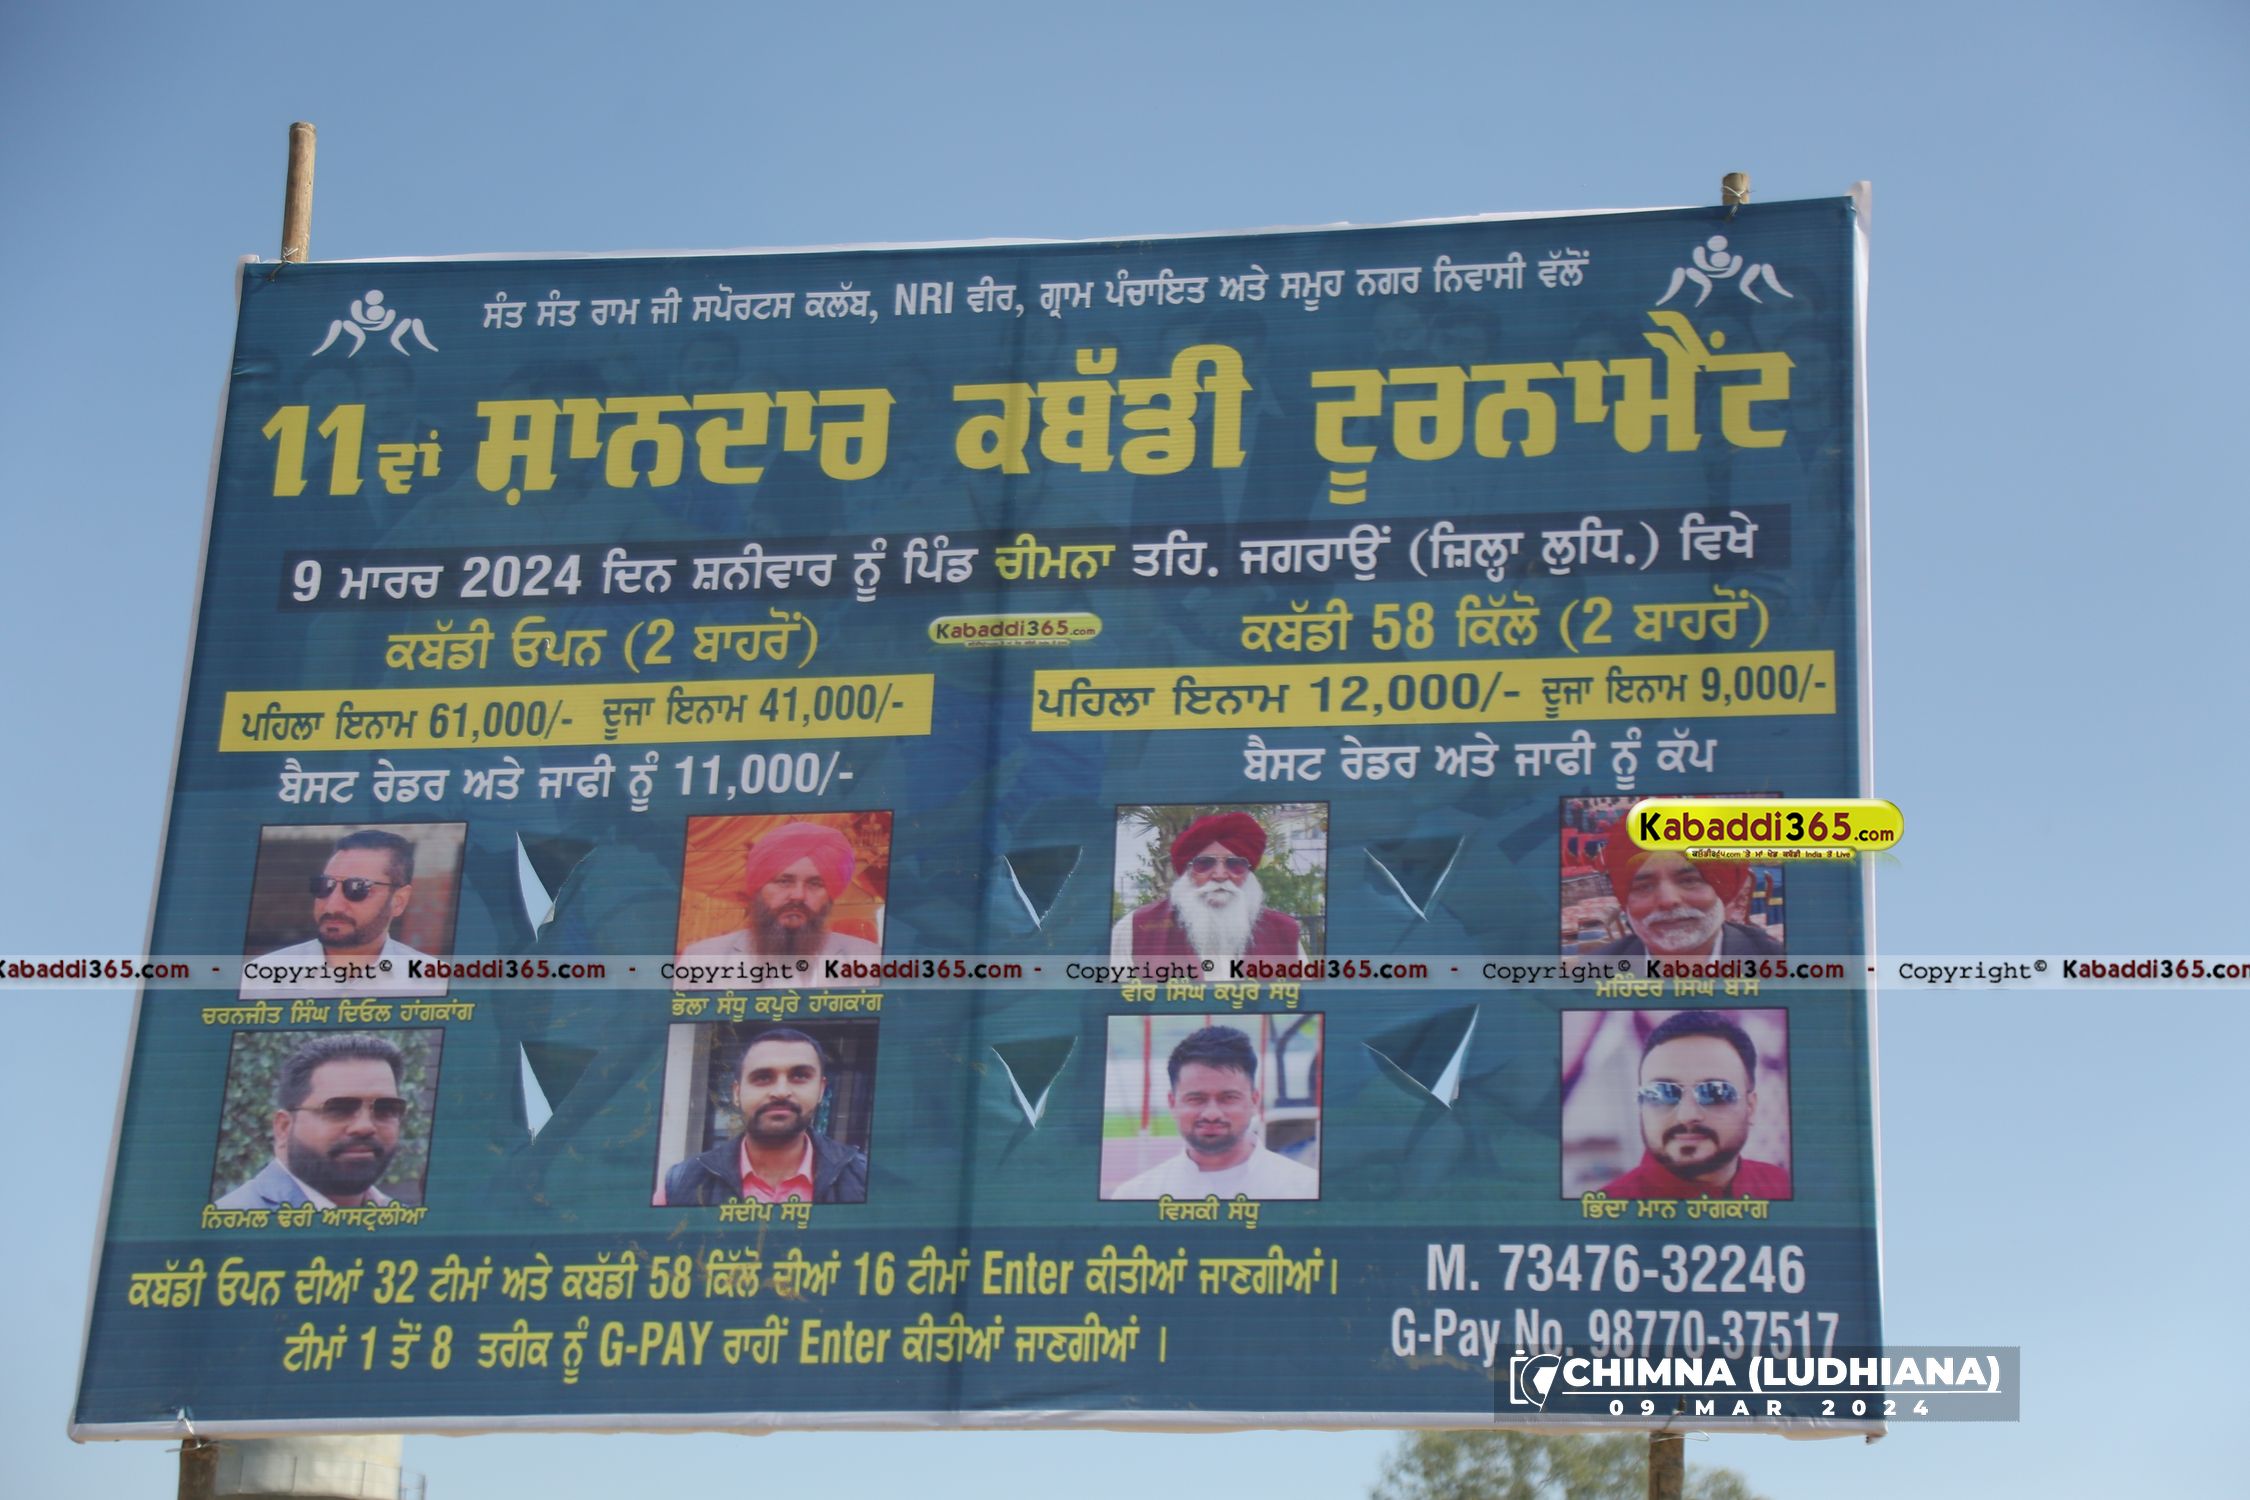 ਸੰਤ ਸੰਤ ਰਾਮ ਜੀ ਸਪੋਰਟਸ ਕਲੱਬ, NRI ਵੀਰ, ਗ੍ਰਾਮ ਪੰਚਾਇਤ ਅਤੇ ਸਮੂਹ ਨਗਰ ਨਿਵਾਸੀ ਵੱਲੋਂ
11ਵਾਂ ਸ਼ਾਨਦਾਰ ਕਬੱਡੀ ਟੂਰਨਾਮੈਂਟ
9 ਮਾਰਚ 2024 ਦਿਨ ਸ਼ਨੀਵਾਰ ਨੂੰ ਪਿੰਡ ਚੀਮਨਾ ਤਹਿ. ਜਗਰਾਉਂ (ਜ਼ਿਲ੍ਹਾ ਲੁਧਿ.) ਵਿਖੇ
ਕਬੱਡੀ ਓਪਨ (2 ਬਾਹਰੋਂ)
ਪਹਿਲਾ ਇਨਾਮ 61,000/- ਦੂਜਾ ਇਨਾਮ 41,000/-
ਬੈਸਟ ਰੇਡਰ ਅਤੇ ਜਾਫੀ ਨੂੰ 11,000/-
Kabaddi365.com
ਕਬੱਡੀ 58 ਕਿੱਲੋ (2 ਬਾਹਰੋਂ)
ਪਹਿਲਾ ਇਨਾਮ 12,000/- ਦੂਜਾ ਇਨਾਮ 9,000/-
ਬੈਸਟ ਰੇਡਰ ਅਤੇ ਜਾਫੀ ਨੂੰ ਕੱਪ
Kabaddi365.com
Kabaddi365.com - Copyright© Kabaddi365.com - Copyright© Kabaddi365.com - Copyright© Kabaddi365.com - Copyright© Kabaddi365.com - Copyright© Kabaddi365.com
ਚਰਨਜੀਤ ਸਿੰਘ ਦਿਓਲ ਹਾਂਗਕਾਂਗ
ਭੋਲਾ ਸੰਧੂ ਕਪੂਰੇ ਹਾਂਗਕਾਂਗ
ਵੀਰ ਸਿੰਘ ਕਪੂਰੇ ਸੰਧੂ
ਮਹਿੰਦਰ ਸਿੰਘ
ਨਿਰਮਲ ਢੇਰੀ ਆਸਟ੍ਰੇਲੀਆ
ਸੰਦੀਪ ਸੰਧੂ
ਵਿਸਕੀ ਸੰਧੂ
ਭਿੰਦਾ ਮਾਨ ਹਾਂਗਕਾਂਗ
ਕਬੱਡੀ ਓਪਨ ਦੀਆਂ 32 ਟੀਮਾਂ ਅਤੇ ਕਬੱਡੀ 58 ਕਿੱਲੋ ਦੀਆਂ 16 ਟੀਮਾਂ Enter ਕੀਤੀਆਂ ਜਾਣਗੀਆਂ।
ਟੀਮਾਂ 1 ਤੋਂ 8 ਤਰੀਕ ਨੂੰ G-PAY ਰਾਹੀਂ Enter ਕੀਤੀਆਂ ਜਾਣਗੀਆਂ ।
M. 73476-32246
G-Pay No. 98770-37517
CHIMNA (LUDHIANA)
09 MAR 2024